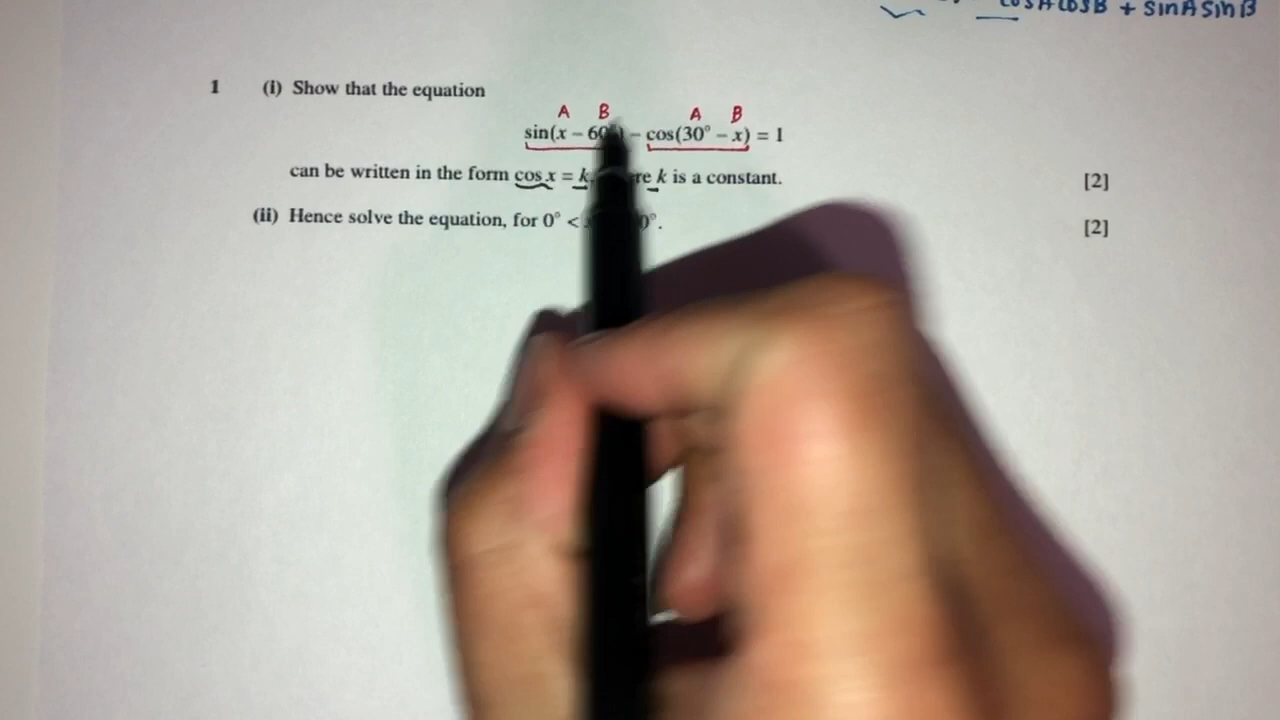 cosAcosB + sinAsinB
1 (i) Show that the equation
A B A B
sin(x − 60 − cos(30° − x) = 1
can be written in the form cos x = k, k is a constant. [2]
(ii) Hence solve the equation, for 0° < 0°. [2]